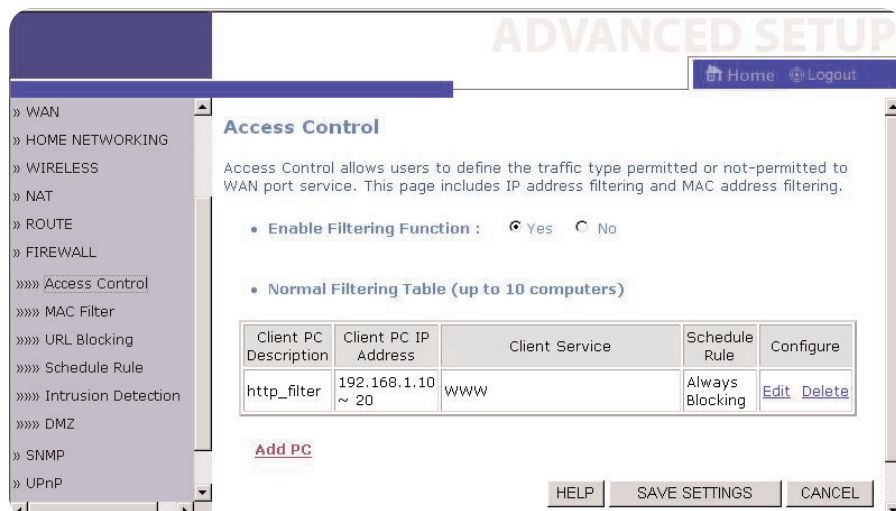 ADVANCED SETUP
Home Logout
» WAN
» HOME NETWORKING
» WIRELESS
» NAT
» ROUTE
» FIREWALL
»»» Access Control
»»» MAC Filter
»»» URL Blocking
»»» Schedule Rule
»»» Intrusion Detection
»»» DMZ
» SNMP
» UPnP
Access Control
Access Control allows users to define the traffic type permitted or not-permitted to
WAN port service. This page includes IP address filtering and MAC address filtering.
• Enable Filtering Function : Yes No
• Normal Filtering Table (up to 10 computers)
Client PC Description Client PC IP Address Client Service Schedule Rule Configure
http_filter 192.168.1.10 ~ 20 WWW Always Blocking Edit Delete
Add PC
HELP SAVE SETTINGS CANCEL